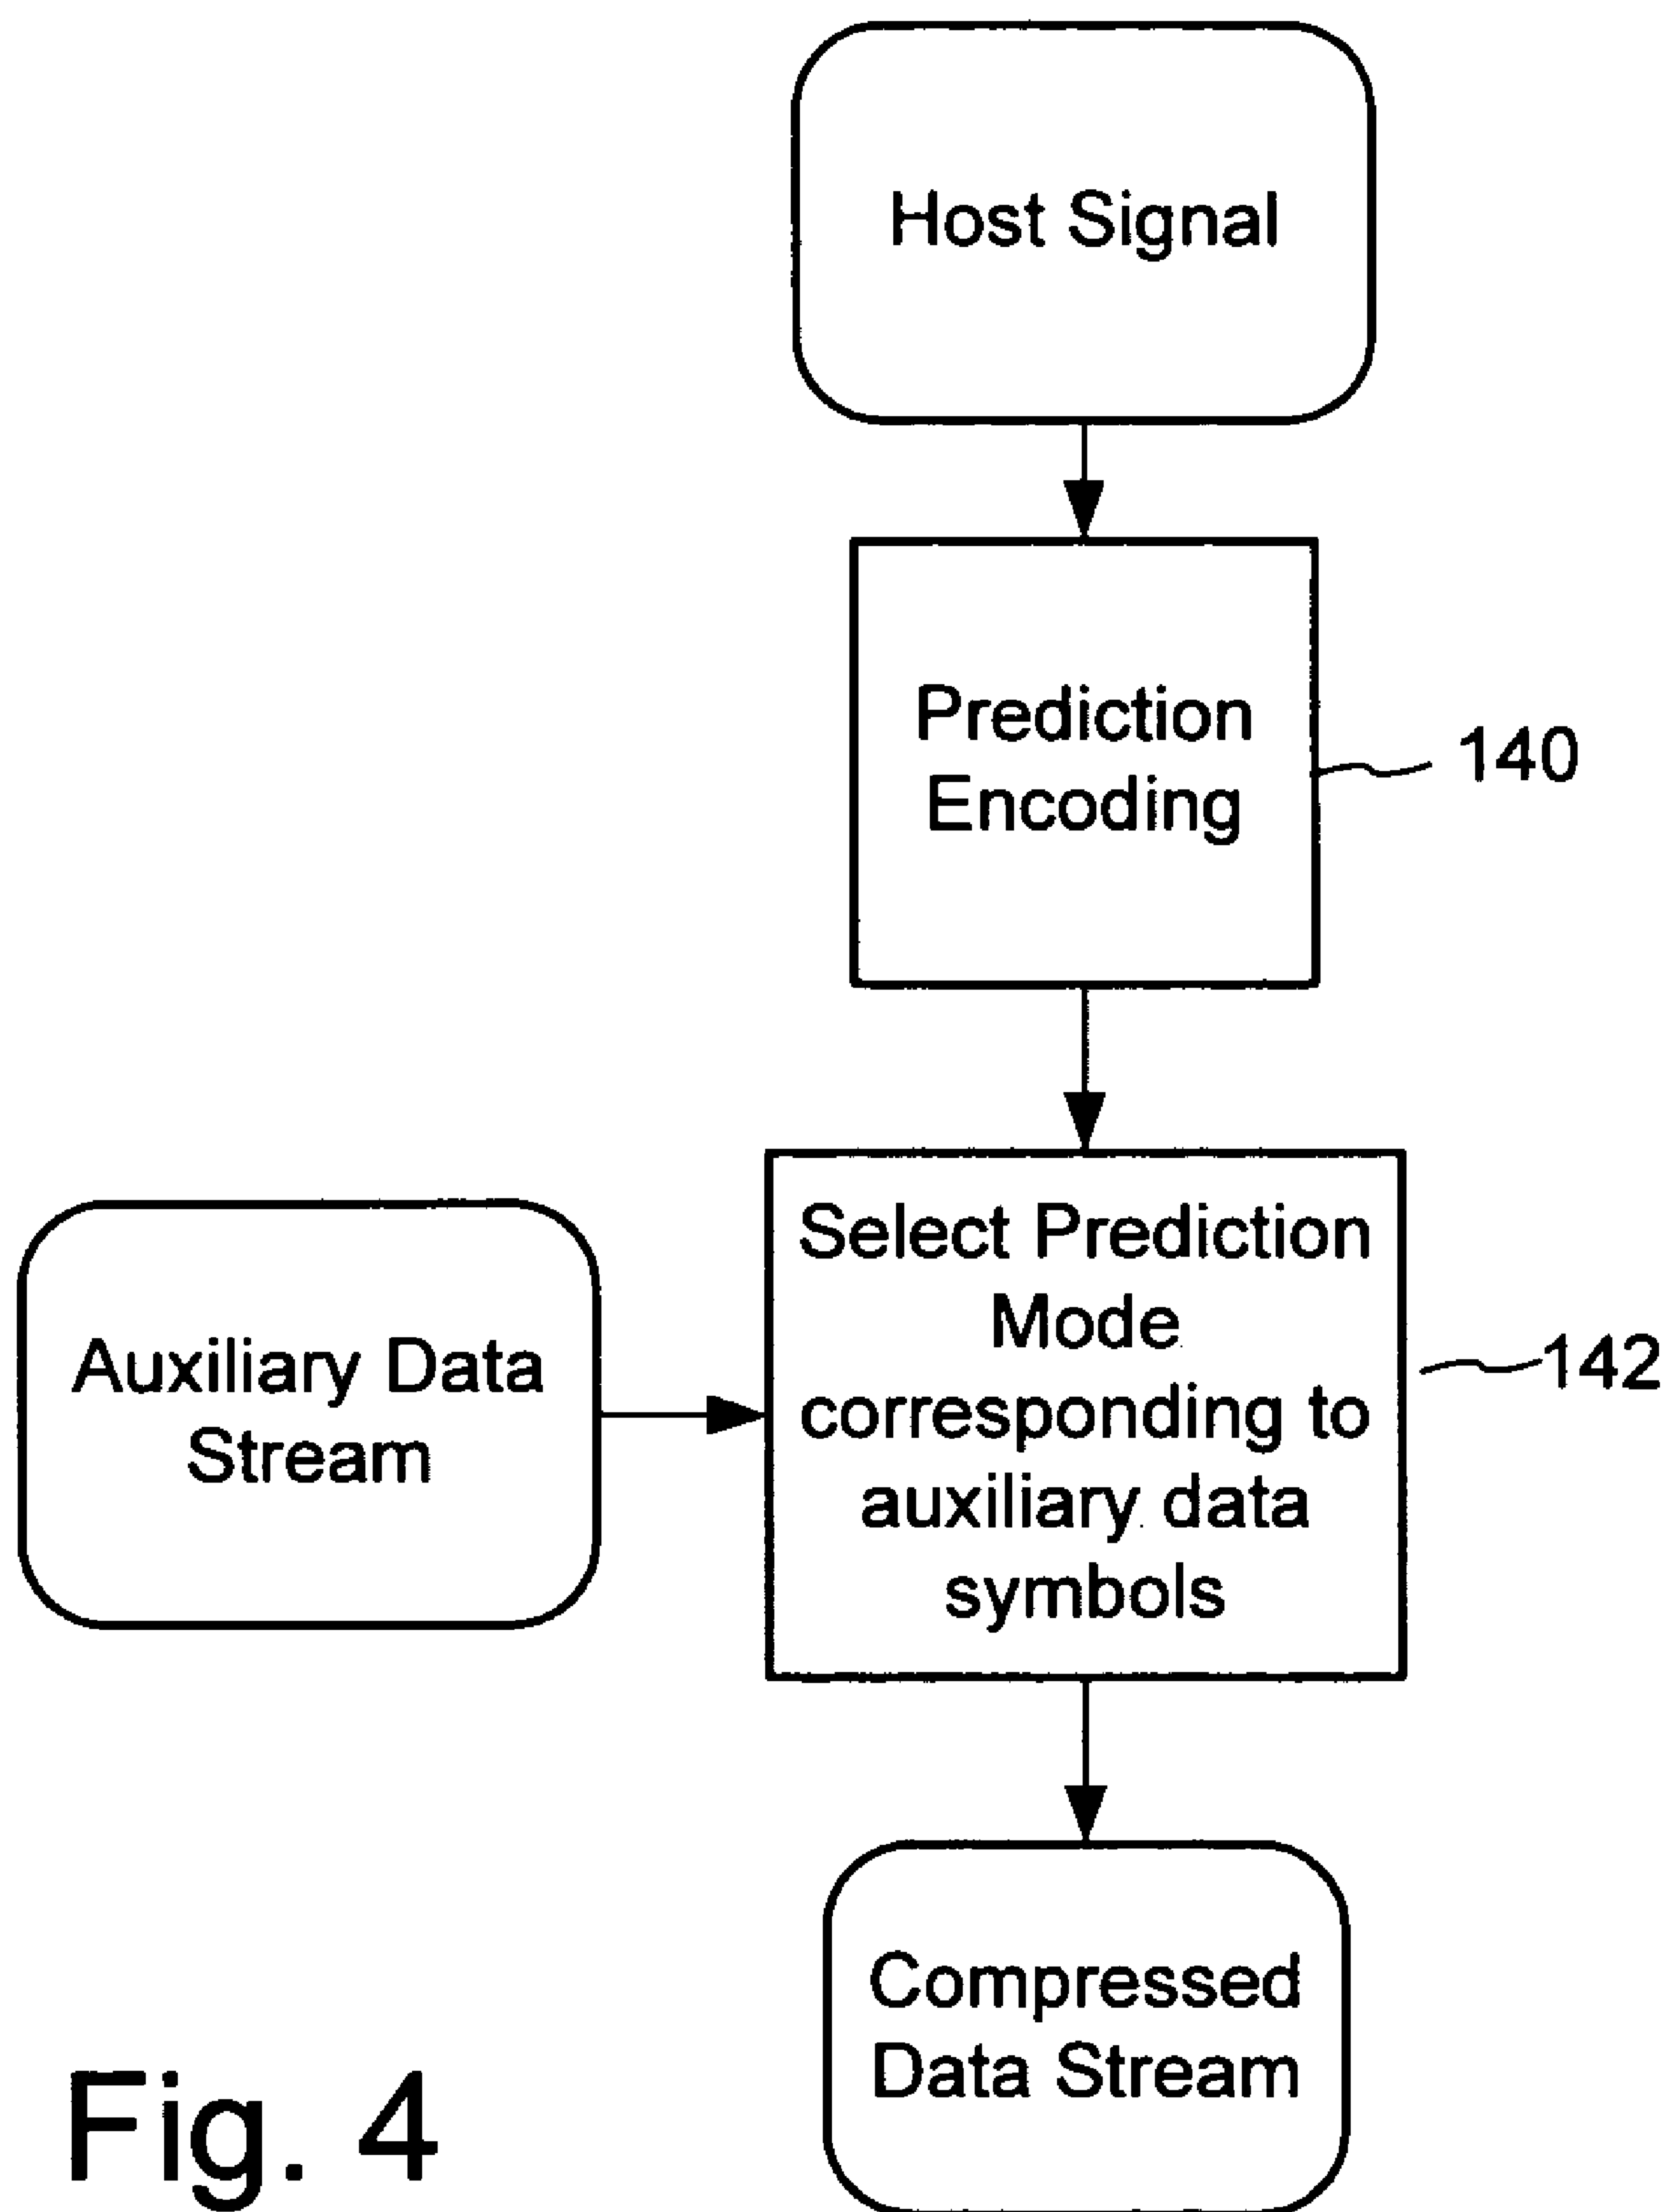 Host Signal
Prediction
Encoding
140
Select Prediction
Mode
corresponding to
auxiliary data
symbols
142
Auxiliary Data
Stream
Compressed
Data Stream
Fig. 4